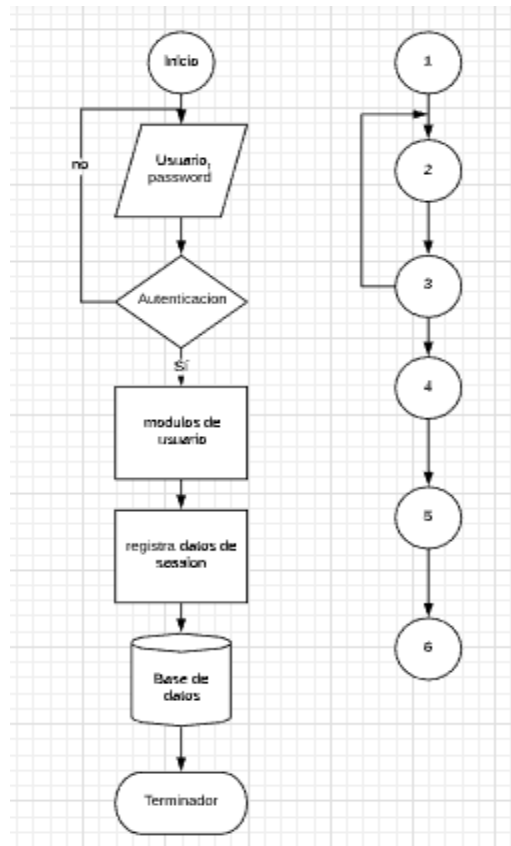 Inicio
1
no
Usuario,
password
2
Autenticacion
3
Sí
modulos de
usuario
4
registra datos de
session
5
Base de
datos
6
Terminador